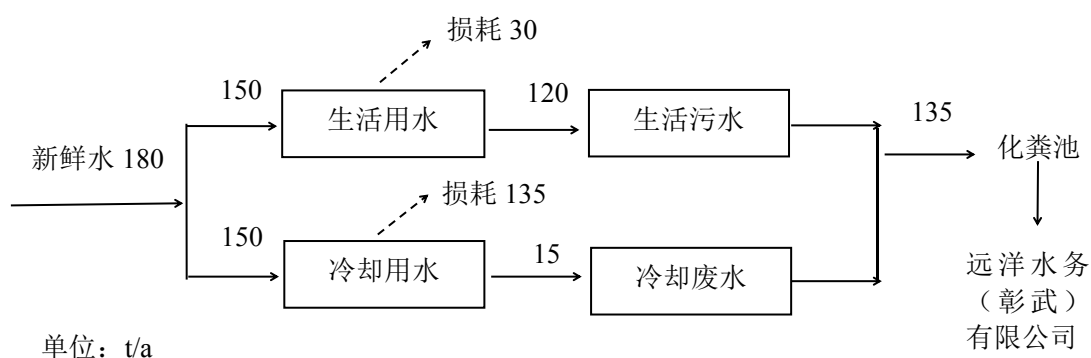 损耗 30
150
生活用水
120
生活污水
135
新鲜水 180
化粪池
损耗 135
150
冷却用水
15
冷却废水
远洋水务
（彰武）
有限公司
单位：t/a